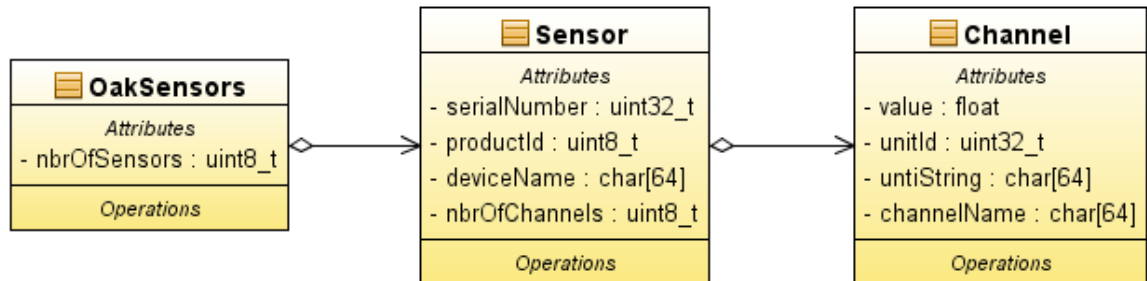 OakSensors
Attributes
- nbrOfSensors : uint8_t
Operations
Sensor
Attributes
- serialNumber : uint32_t
- productId : uint8_t
- deviceName : char[64]
- nbrOfChannels : uint8_t
Operations
Channel
Attributes
- value : float
- unitId : uint32_t
- untiString : char[64]
- channelName : char[64]
Operations